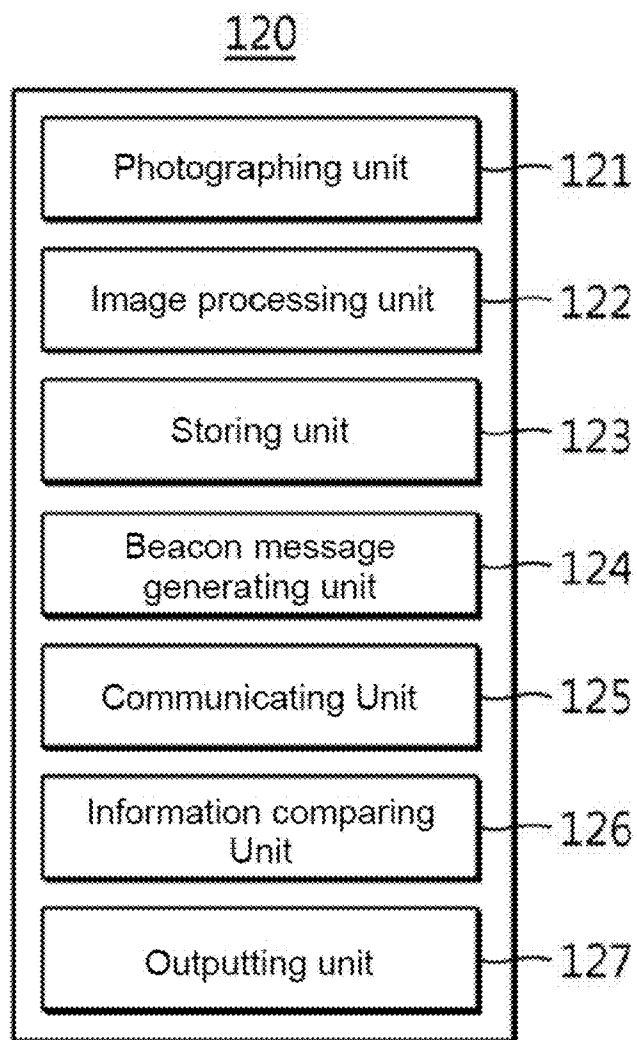 120
Photographing unit
121
Image processing unit
122
Storing unit
123
Beacon message
generating unit
124
Communicating Unit
125
Information comparing
Unit
126
Outputting unit
127